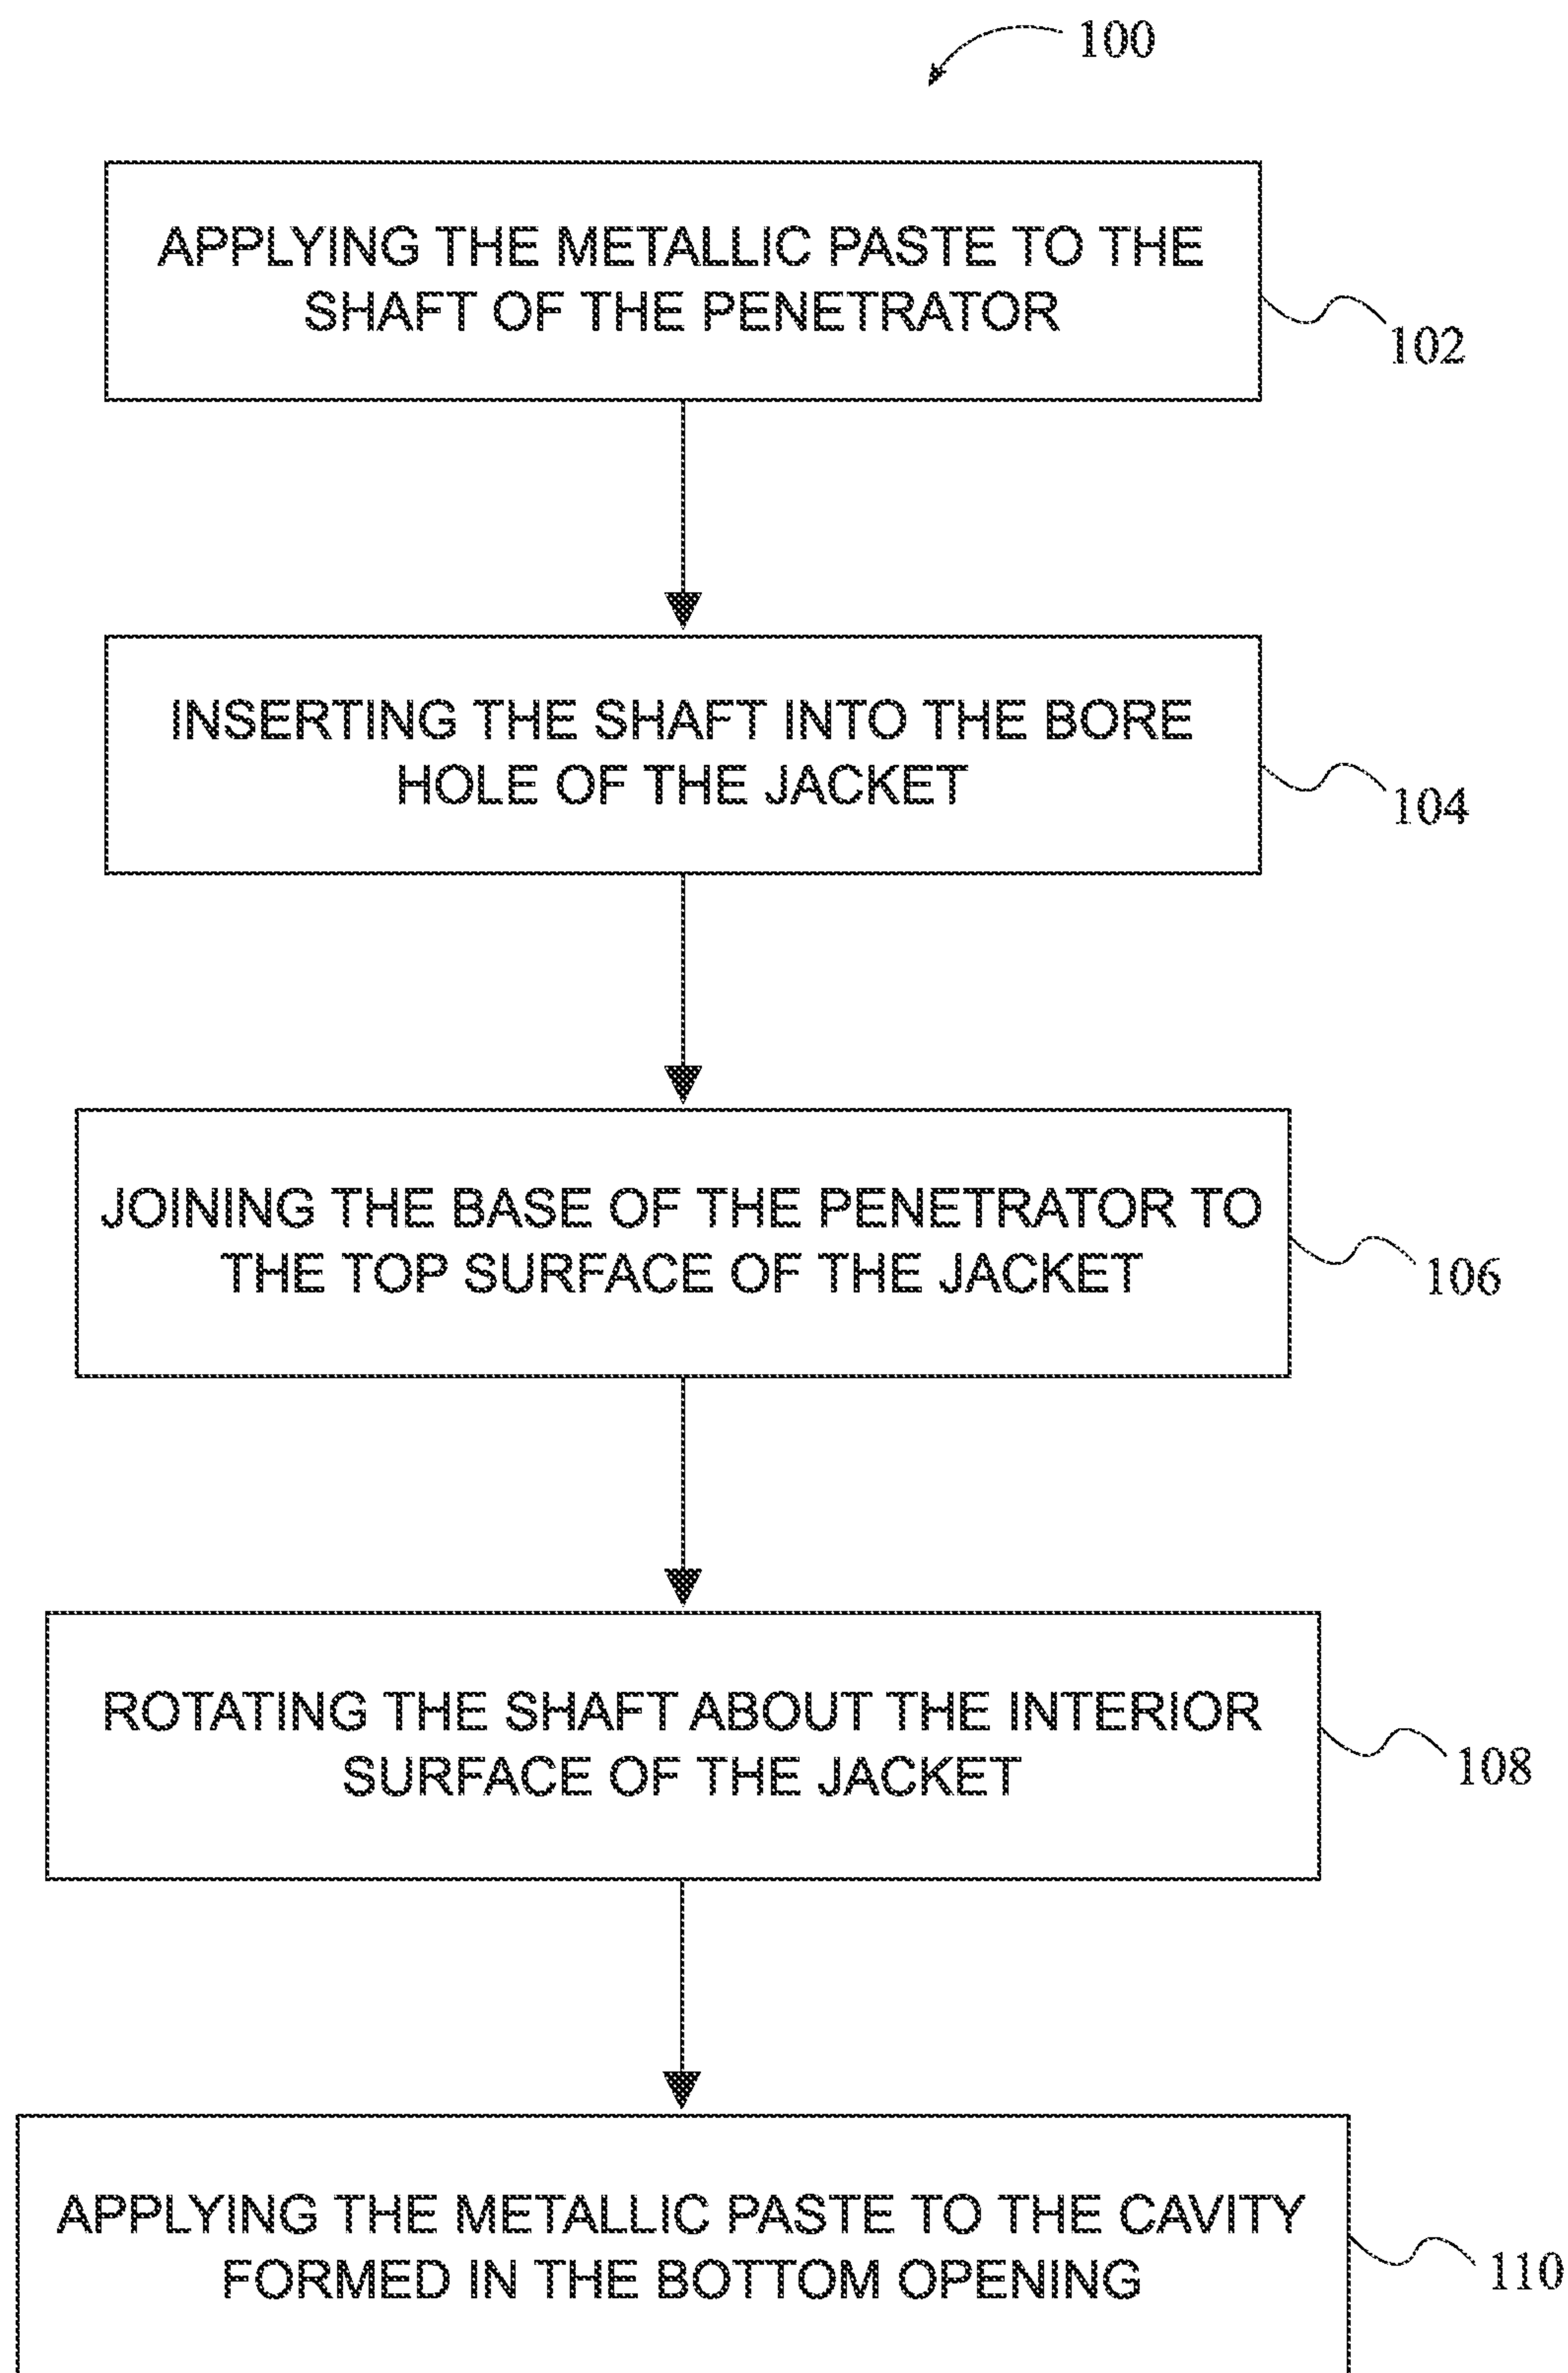 100
APPLYING THE METALLIC PASTE TO THE
SHAFT OF THE PENETRATOR
102
INSERTING THE SHAFT INTO THE BORE
HOLE OF THE JACKET
104
JOINING THE BASE OF THE PENETRATOR TO
THE TOP SURFACE OF THE JACKET
106
ROTATING THE SHAFT ABOUT THE INTERIOR
SURFACE OF THE JACKET
108
APPLYING THE METALLIC PASTE TO THE CAVITY
FORMED IN THE BOTTOM OPENING
110